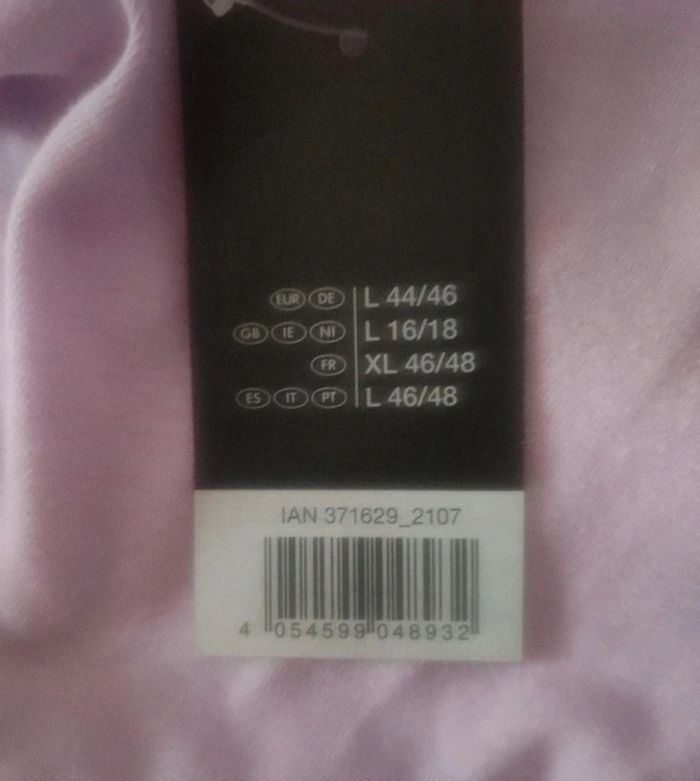 EUR DE L 44/46
GB IE NI L 16/18
FR XL 46/48
ES IT PT L 46/48
IAN 371629_2107
4 054599 048932